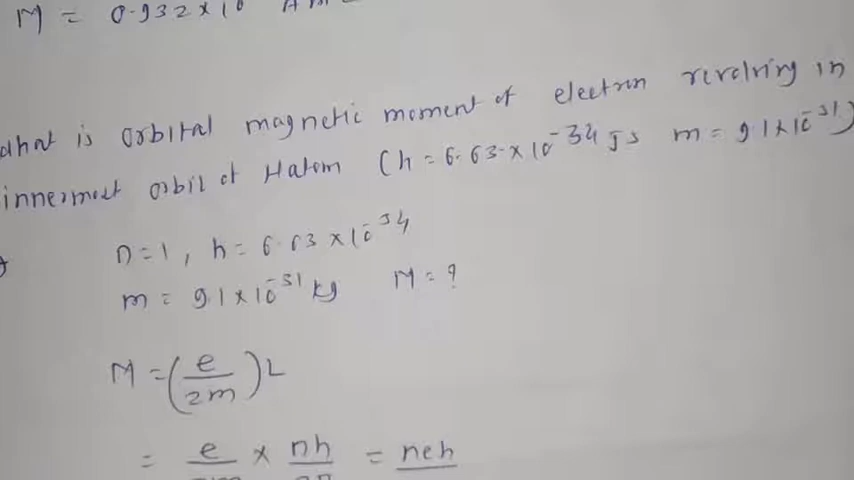 M = 0.932 × 10
what is orbital magnetic moment of electron revolving in
innermost orbit of H atom (h = 6.63 × 10⁻³⁴ Js m = 9.1 × 10⁻³¹)
n = 1, h = 6.63 × 10⁻³⁴
m = 9.1 × 10⁻³¹ kg M = ?
M = (e/2m) L
= e × nh = neh